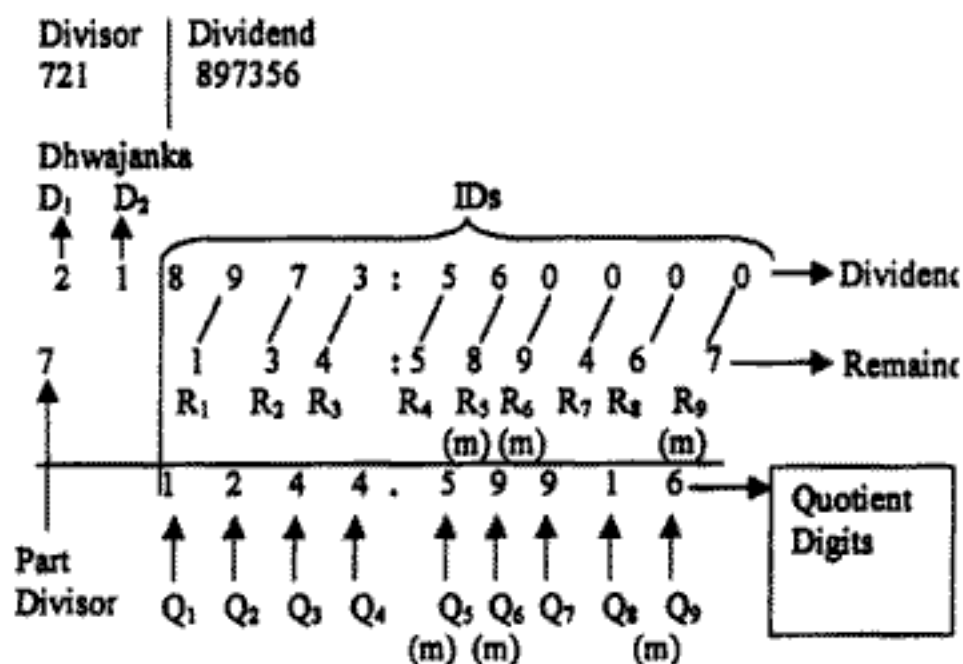 Divisor Dividend
721 897356
Dhwajanka
D₁ D₂ IDs
2 1 8 9 7 3 : 5 6 0 0 0 0 Dividend
7 1 3 4 :5 8 9 4 6 7 Remaind
R₁ R₂ R₃ R₄ R₅ R₆ R₇ R₈ R₉
(m) (m) (m)
1 2 4 4 . 5 9 9 1 6 Quotient
Digits
Part
Divisor Q₁ Q₂ Q₃ Q₄ Q₅ Q₆ Q₇ Q₈ Q₉
(m) (m) (m)